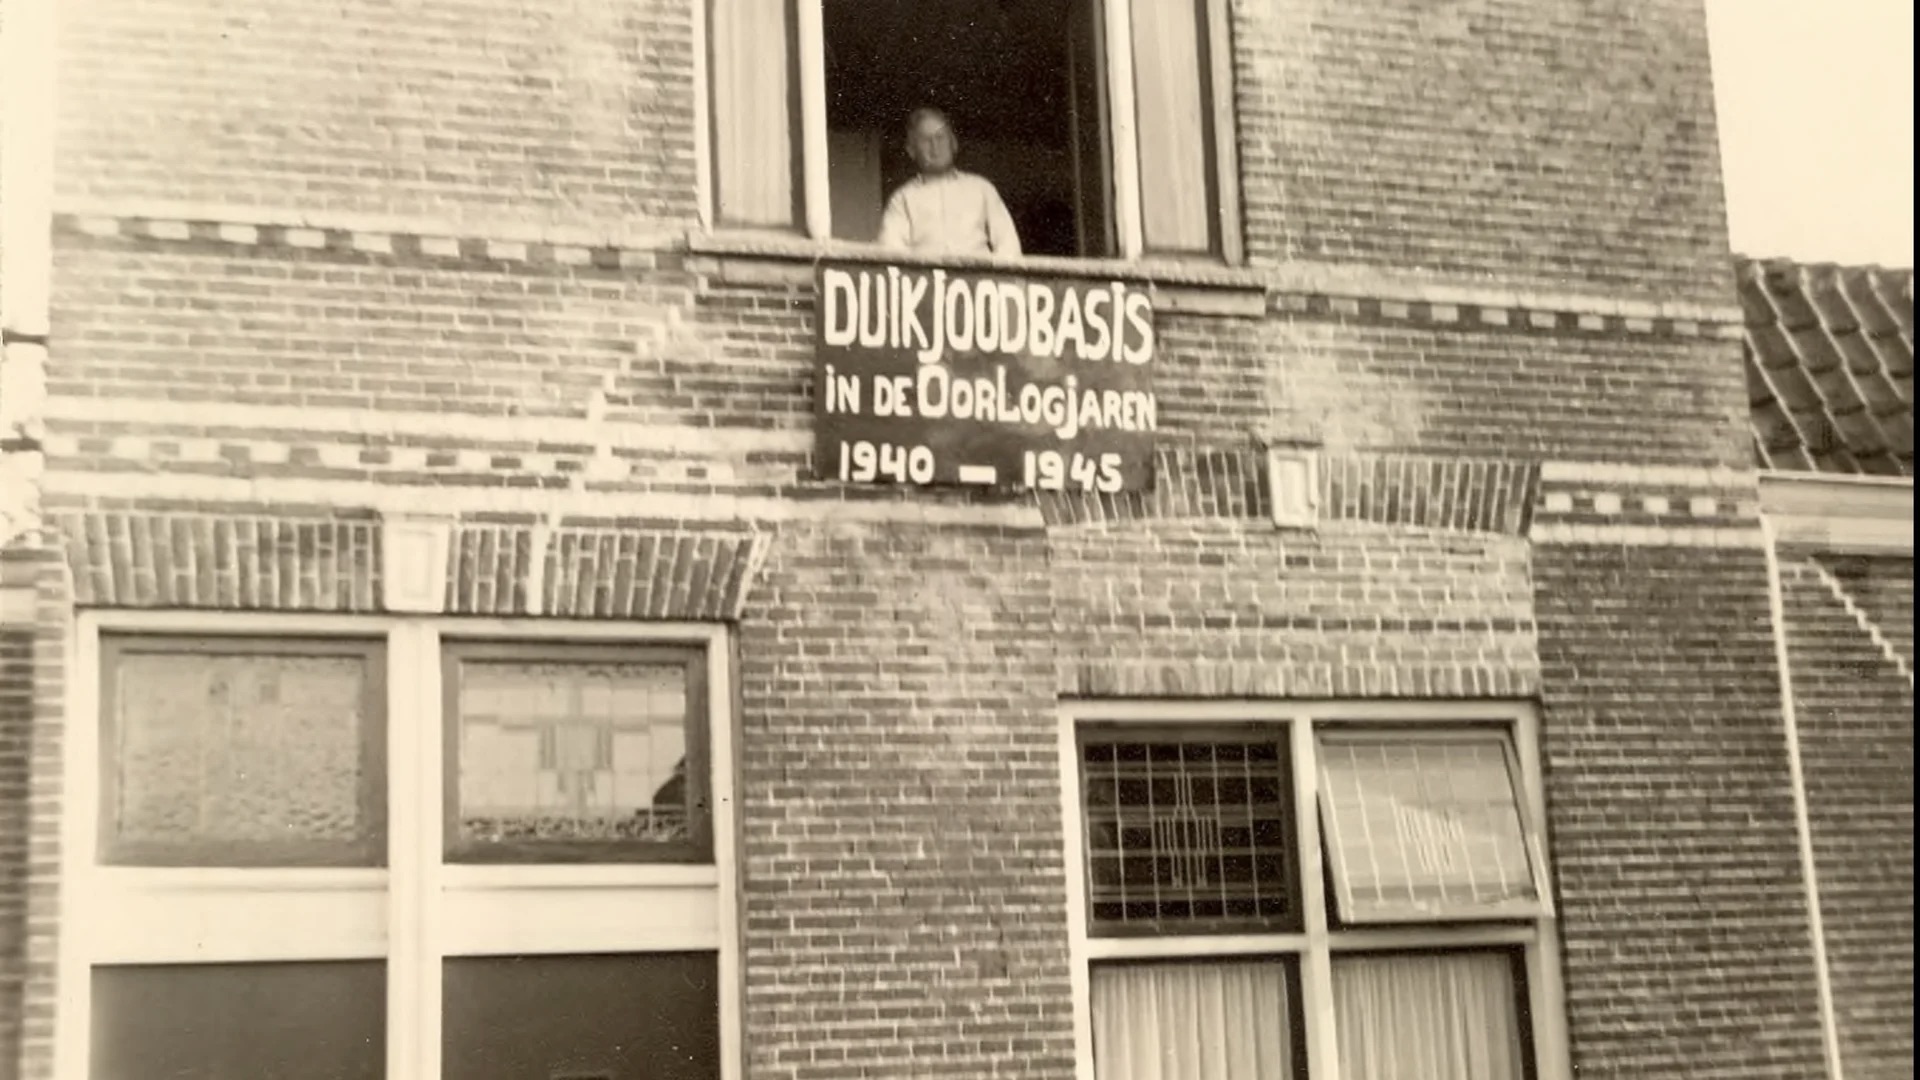 DUIKJOODBASIS
IN DE OORLOGJAREN
1940 — 1945